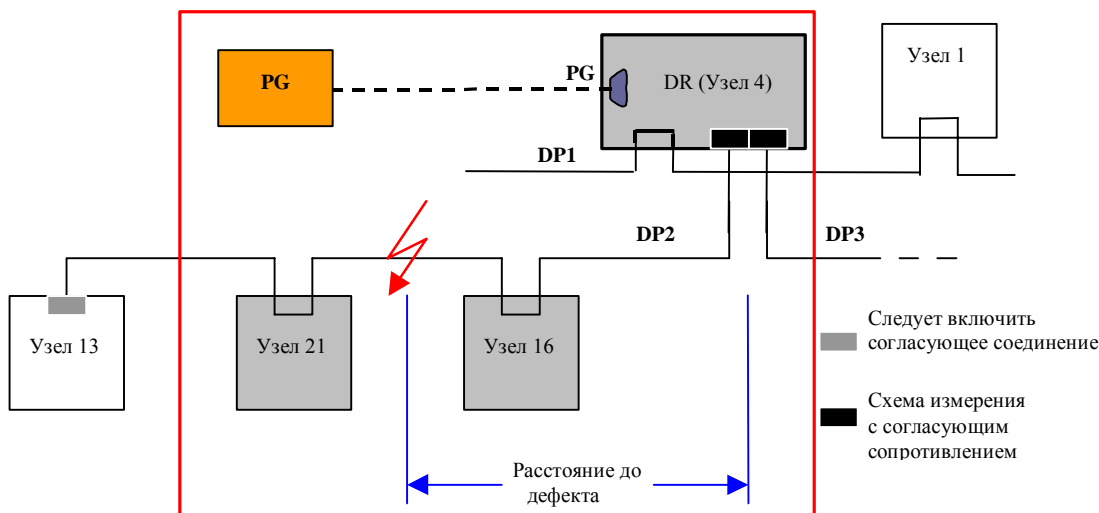 Узел 1
PG
PG
DR (Узел 4)
DP1
DP2
DP3
Узел 13
Узел 21
Узел 16
Следует включить
согласующее соединение
Схема измерения
с согласующим
сопротивлением
Расстояние до
дефекта